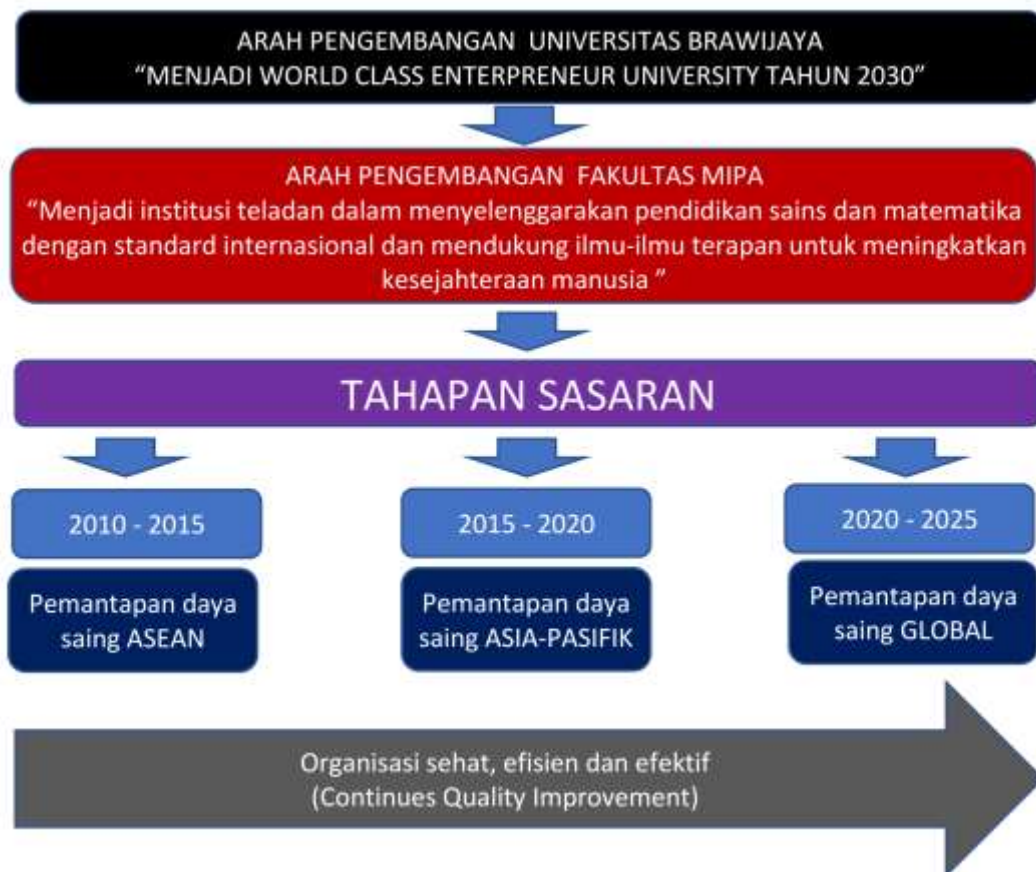 ARAH PENGEMBANGAN UNIVERSITAS BRAWIJAYA
“MENJADI WORLD CLASS ENTERPRENEUR UNIVERSITY TAHUN 2030”
ARAH PENGEMBANGAN FAKULTAS MIPA
“Menjadi institusi teladan dalam menyelenggarakan pendidikan sains dan matematika
dengan standard internasional dan mendukung ilmu-ilmu terapan untuk meningkatkan
kesejahteraan manusia ”
TAHAPAN SASARAN
2010 - 2015
Pemantapan daya
saing ASEAN
2015 - 2020
Pemantapan daya
saing ASIA-PASIFIK
2020 - 2025
Pemantapan daya
saing GLOBAL
Organisasi sehat, efisien dan efektif
(Continues Quality Improvement)